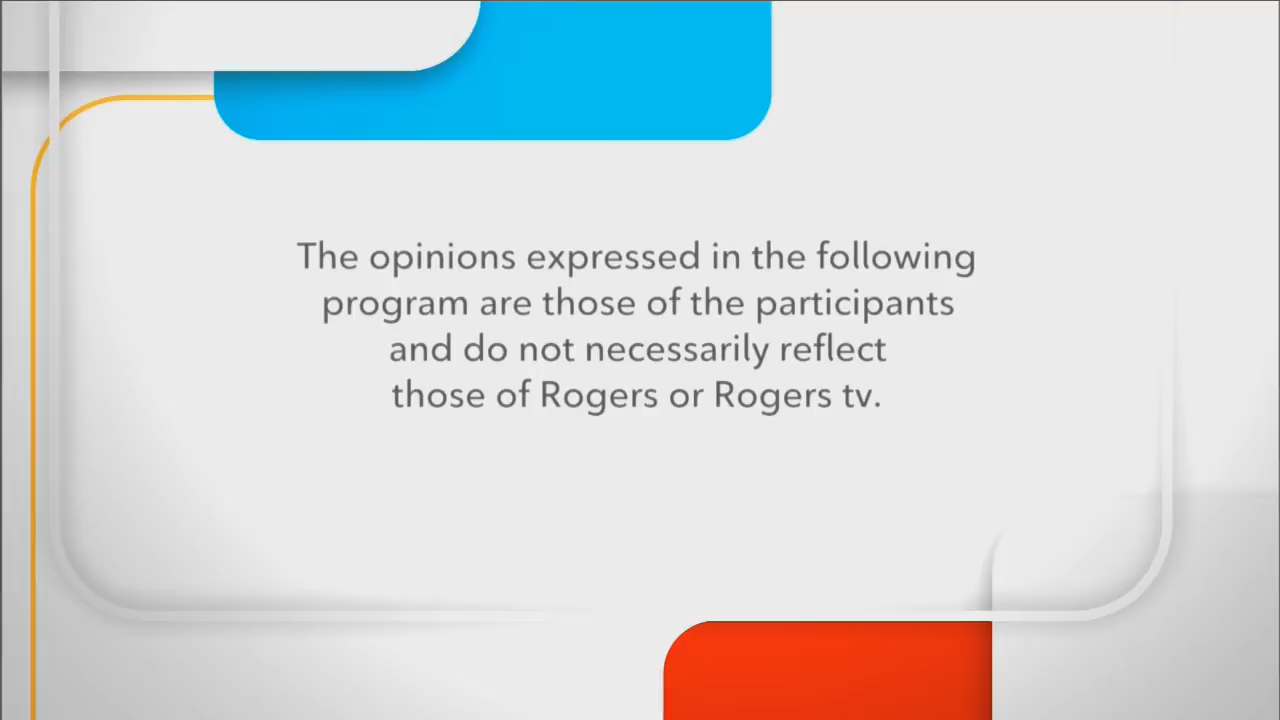 The opinions expressed in the following
program are those of the participants
and do not necessarily reflect
those of Rogers or Rogers tv.